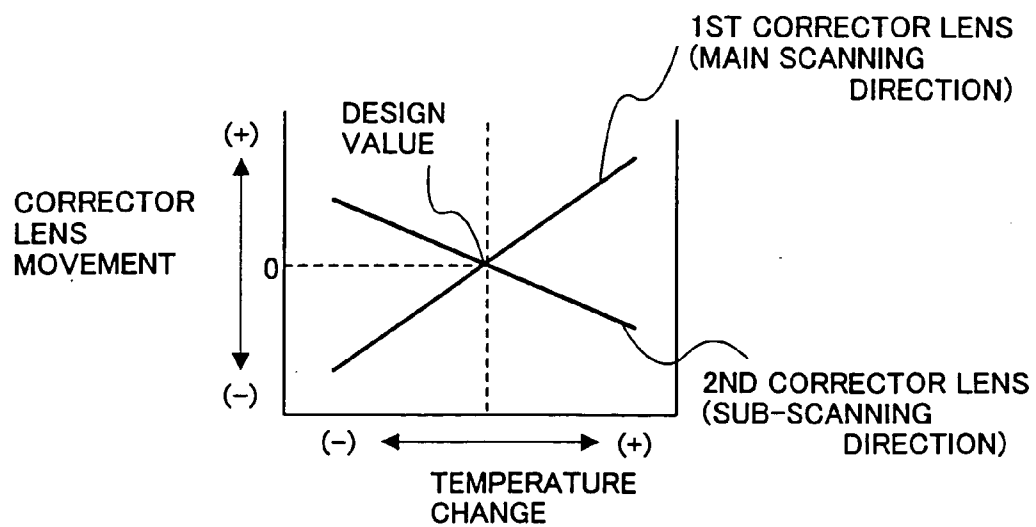 1ST CORRECTOR LENS
(MAIN SCANNING
DIRECTION)
DESIGN
VALUE
(+)
CORRECTOR
LENS
MOVEMENT
0
(-)
2ND CORRECTOR LENS
(SUB-SCANNING
DIRECTION)
(-)
(+)
TEMPERATURE
CHANGE